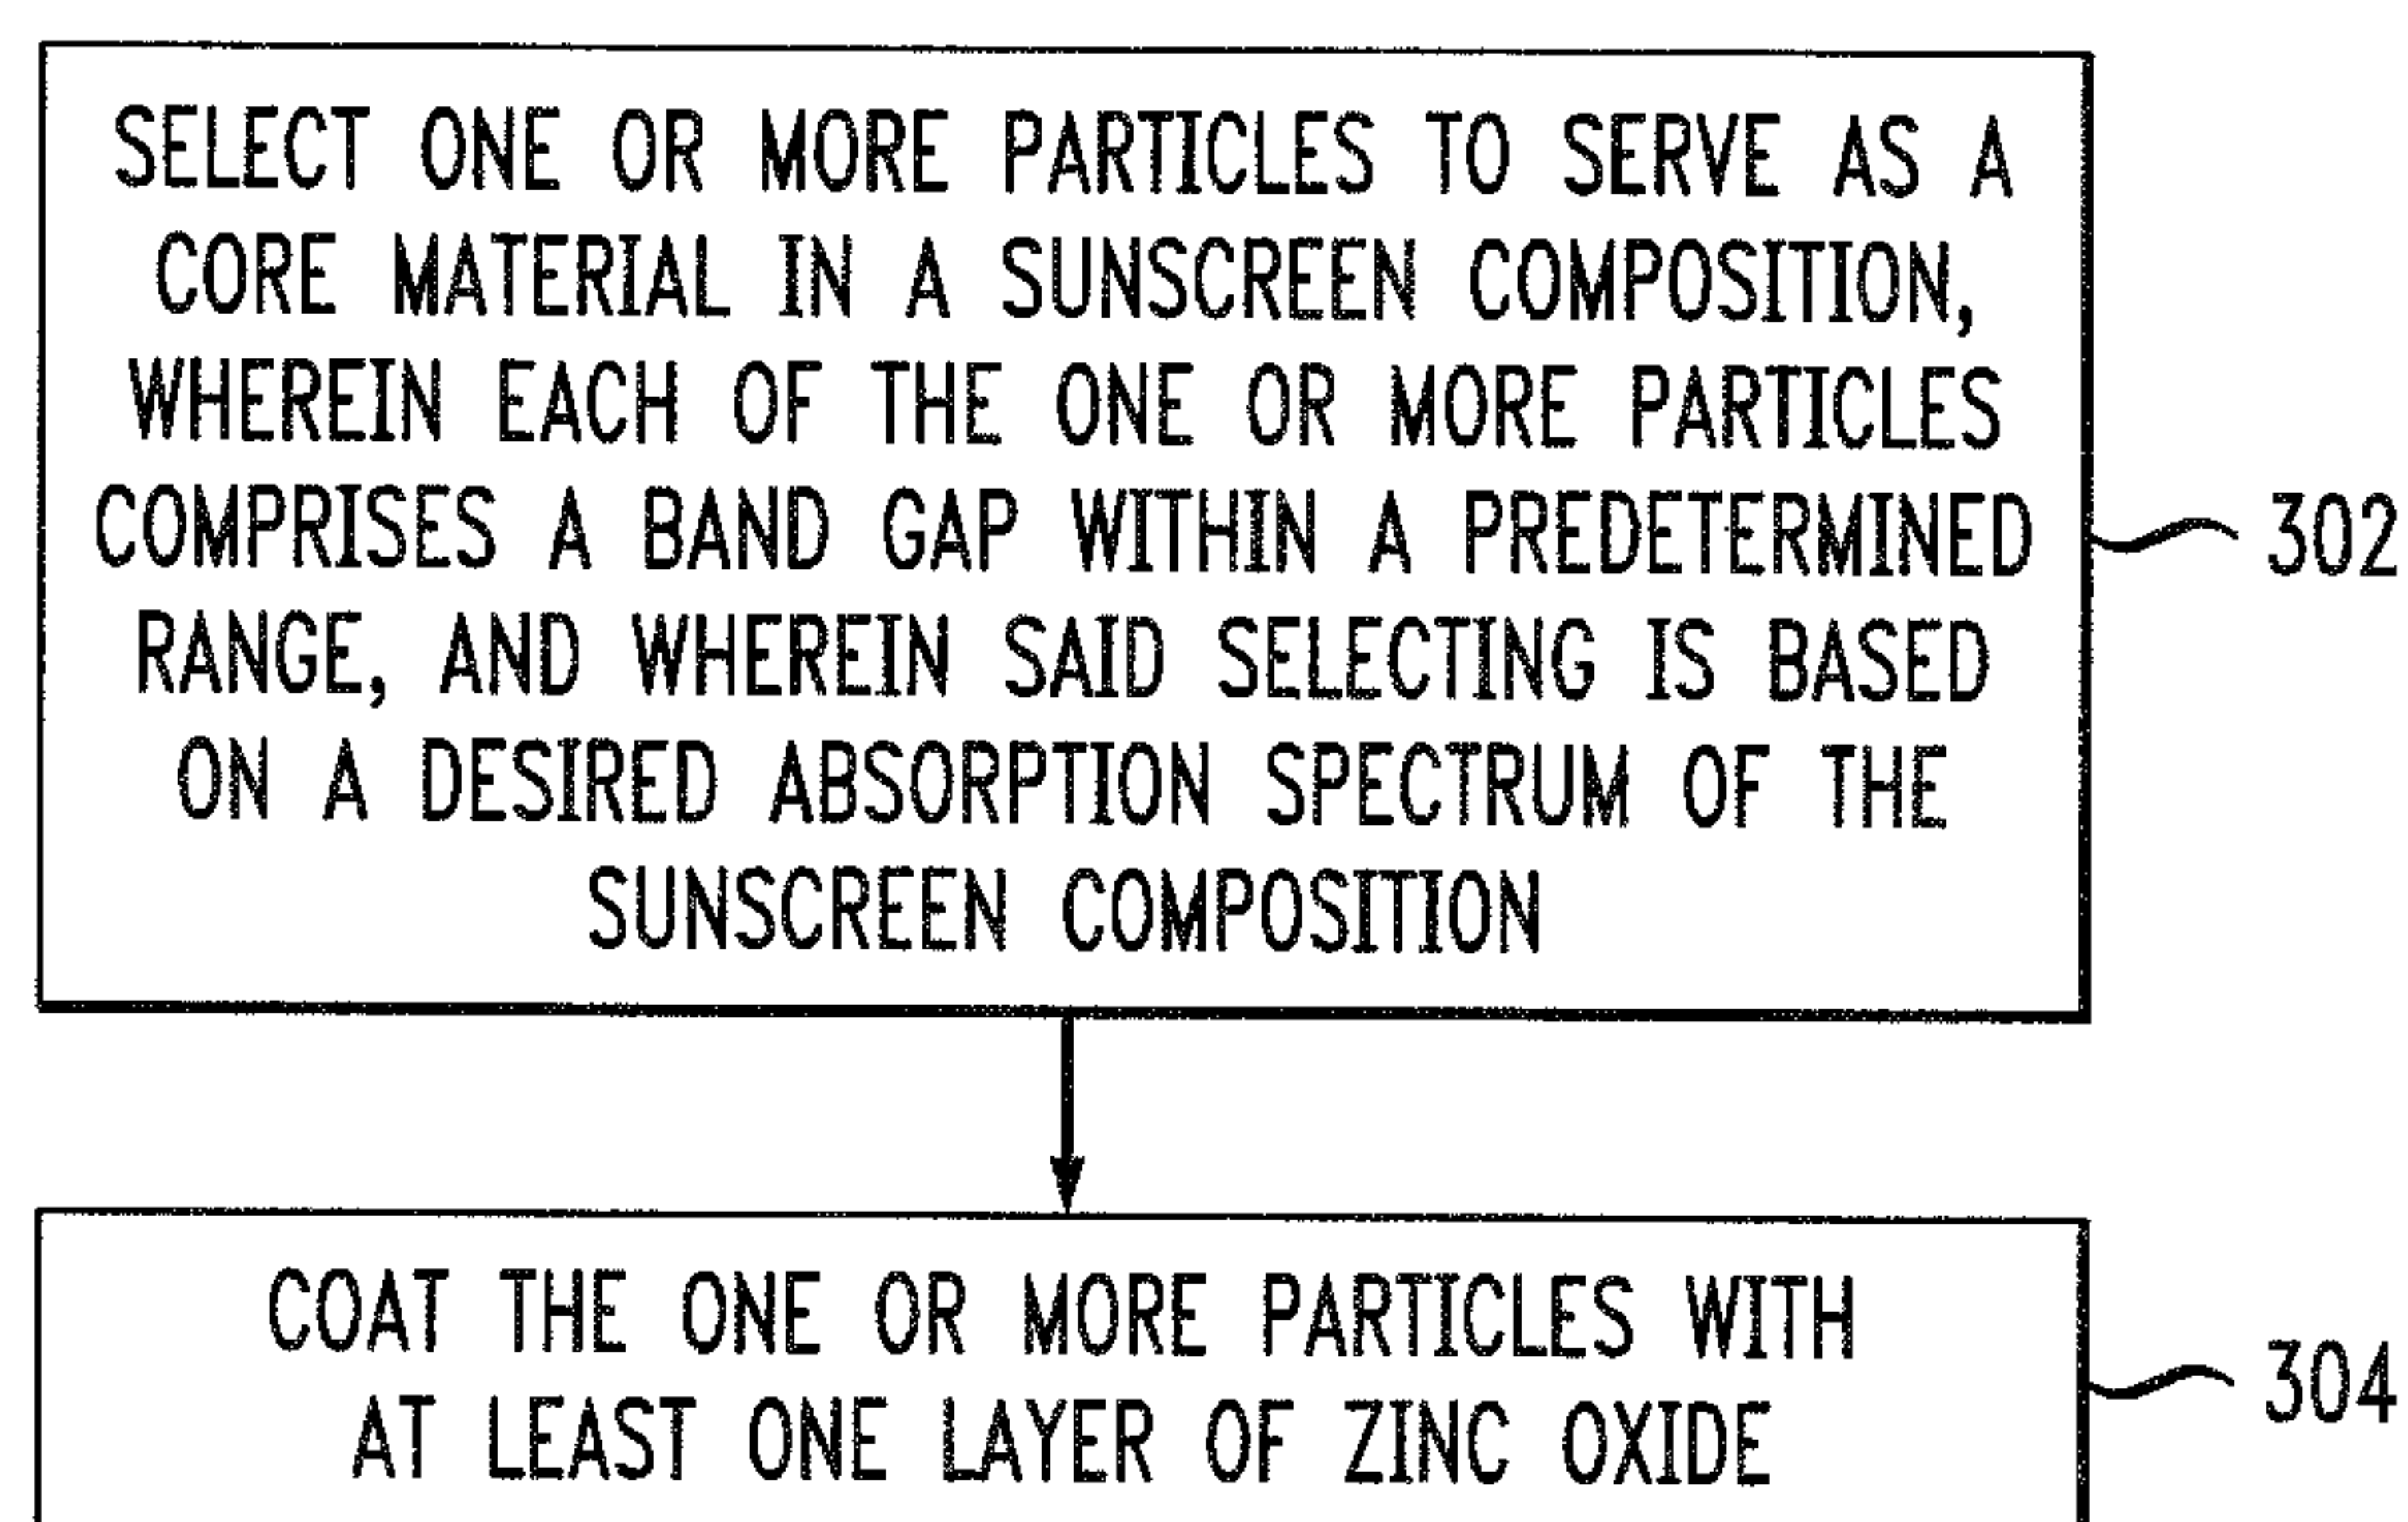 SELECT ONE OR MORE PARTICLES TO SERVE AS A
CORE MATERIAL IN A SUNSCREEN COMPOSITION,
WHEREIN EACH OF THE ONE OR MORE PARTICLES
COMPRISES A BAND GAP WITHIN A PREDETERMINED
RANGE, AND WHEREIN SAID SELECTING IS BASED
ON A DESIRED ABSORPTION SPECTRUM OF THE
SUNSCREEN COMPOSITION
302
COAT THE ONE OR MORE PARTICLES WITH
AT LEAST ONE LAYER OF ZINC OXIDE
304